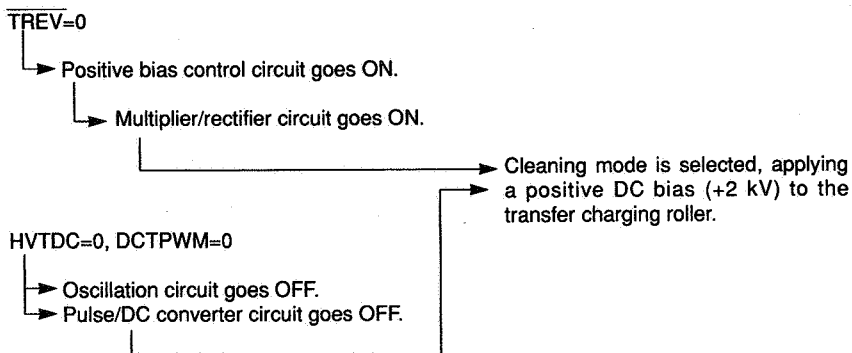 TREV=0
Positive bias control circuit goes ON.
Multiplier/rectifier circuit goes ON.
Cleaning mode is selected, applying
a positive DC bias (+2 kV) to the
transfer charging roller.
HVTDC=0, DCTPWM=0
Oscillation circuit goes OFF.
Pulse/DC converter circuit goes OFF.